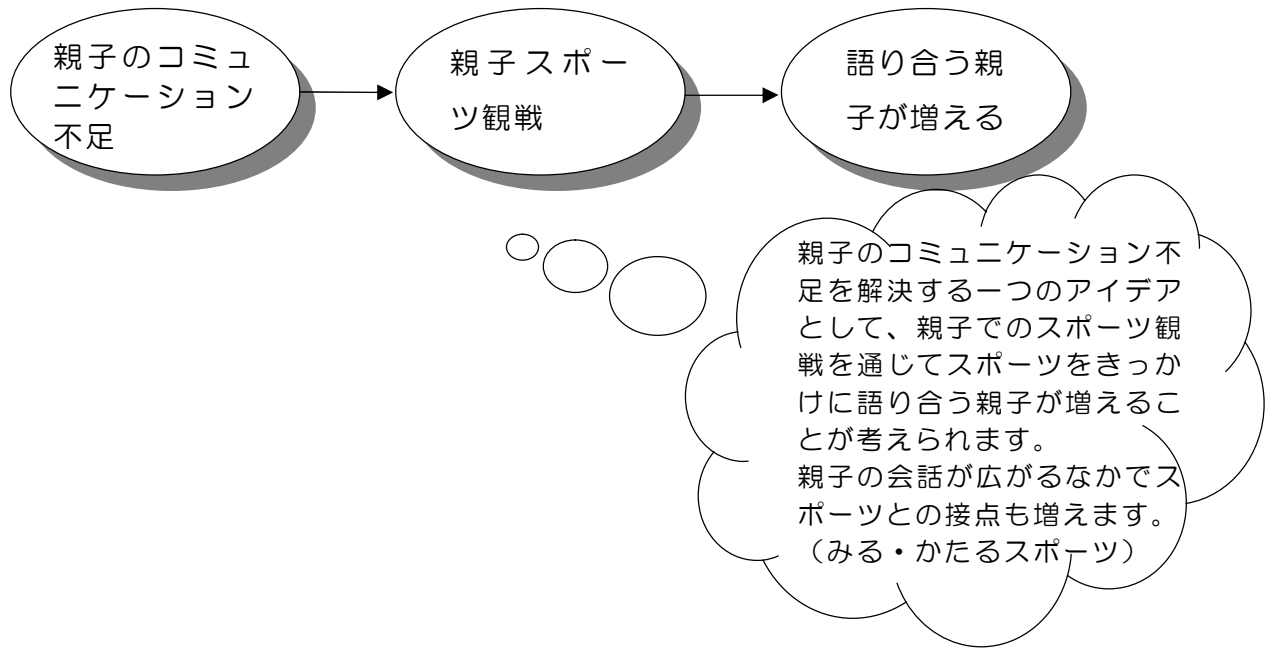 親子のコミュ
ニケーション
不足
親子スポー
ツ観戦
語り合う親
子が増える
親子のコミュニケーション不
足を解決する一つのアイデア
として、親子でのスポーツ観
戦を通じてスポーツをきっか
けに語り合う親子が増えるこ
とが考えられます。
親子の会話が広がるなかでス
ポーツとの接点も増えます。
（みる・かたるスポーツ）